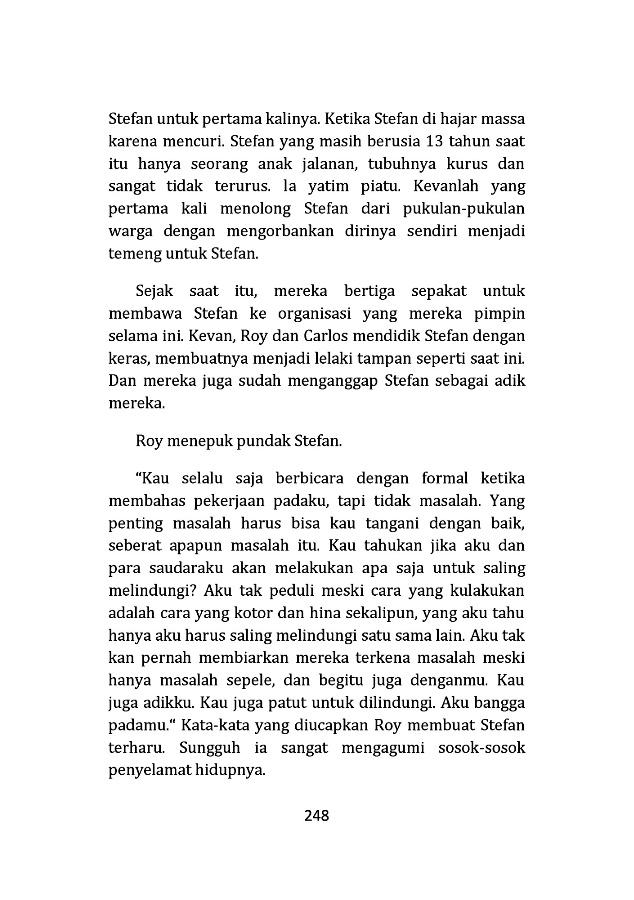 Stefan untuk pertama kalinya. Ketika Stefan di hajar massa
karena mencuri. Stefan yang masih berusia 13 tahun saat
itu hanya seorang anak jalanan, tubuhnya kurus dan
sangat tidak terurus. Ia yatim piatu. Kevanlah yang
pertama kali menolong Stefan dari pukulan-pukulan
warga dengan mengorbankan dirinya sendiri menjadi
temeng untuk Stefan.
Sejak saat itu, mereka bertiga sepakat untuk
membawa Stefan ke organisasi yang mereka pimpin
selama ini. Kevan, Roy dan Carlos mendidik Stefan dengan
keras, membuatnya menjadi lelaki tampan seperti saat ini.
Dan mereka juga sudah menganggap Stefan sebagai adik
mereka.
Roy menepuk pundak Stefan.
“Kau selalu saja berbicara dengan formal ketika
membahas pekerjaan padaku, tapi tidak masalah. Yang
penting masalah harus bisa kau tangani dengan baik,
seberat apapun masalah itu. Kau tahukan jika aku dan
para saudaraku akan melakukan apa saja untuk saling
melindungi? Aku tak peduli meski cara yang kulakukan
adalah cara yang kotor dan hina sekalipun, yang aku tahu
hanya aku harus saling melindungi satu sama lain. Aku tak
kan pernah membiarkan mereka terkena masalah meski
hanya masalah sepele, dan begitu juga denganmu. Kau
juga adikku. Kau juga patut untuk dilindungi. Aku bangga
padamu.“ Kata-kata yang diucapkan Roy membuat Stefan
terharu. Sungguh ia sangat mengagumi sosok-sosok
penyelamat hidupnya.
248